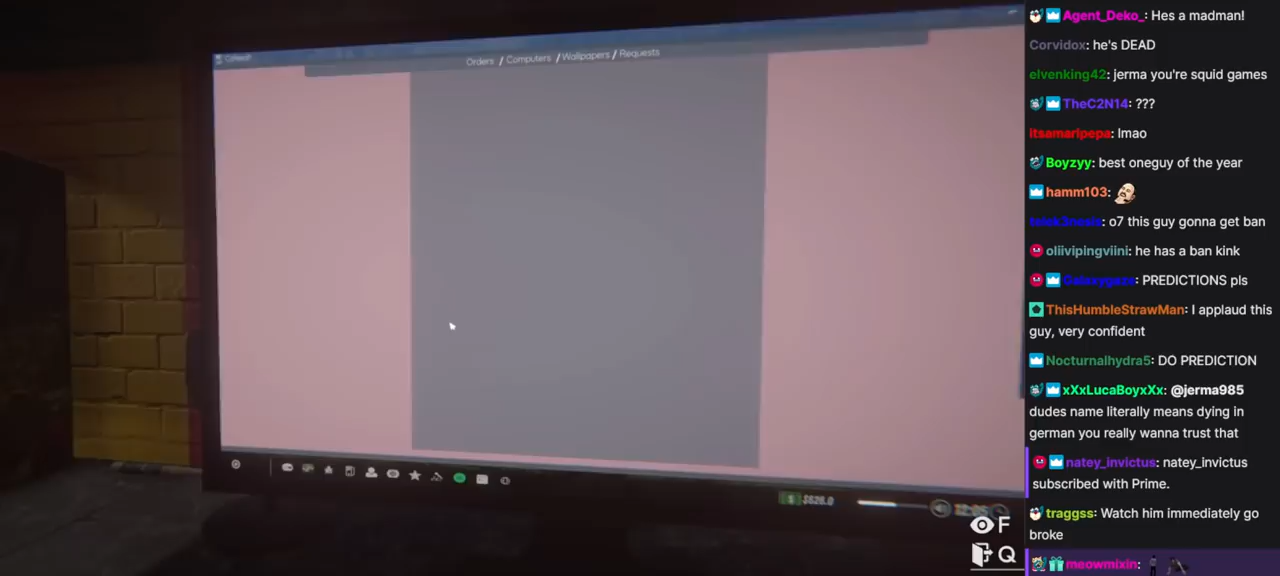 Orders / Computers / Wallpapers / Requests
$526.0
F
Q
Agent_Deko_: Hes a madman!
Corvidox: he's DEAD
elvenking42: jerma you're squid games
TheC2N14: ???
itsamaripepa: lmao
Boyzyy: best oneguy of the year
hamm103:
: o7 this guy gonna get ban
oliivipingviini: he has a ban kink
Galaxygaze: PREDICTIONS pls
ThisHumbleStrawMan: I applaud this
guy, very confident
Nocturnalhydra5: DO PREDICTION
xXxLucaBoyxXx: @jerma985
dudes name literally means dying in
german you really wanna trust that
natey_invictus: natey_invictus
subscribed with Prime.
traggss: Watch him immediately go
broke
meowmixin: